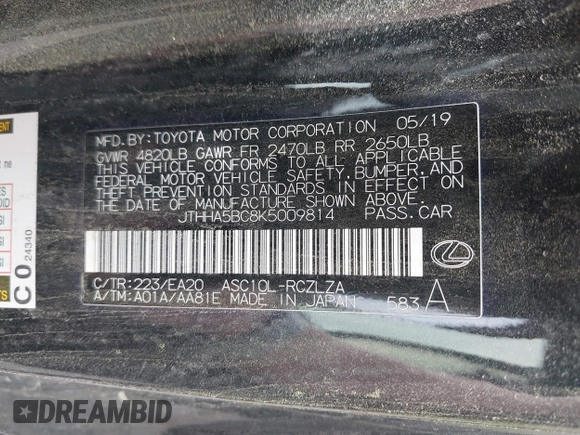 MFD.BY:TOYOTA MOTOR CORPORATION 05/19
GVWR 4820LB GAWR FR 2470LB RR 2650LB
THIS VEHICLE CONFORMS TO ALL APPLICABLE
FEDERAL MOTOR VEHICLE SAFETY,BUMPER,AND
THEFT PREVENTION STANDARDS IN EFFECT ON
THE DATE OF MANUFACTURE SHOWN ABOVE.
JTHHA5BC8K5009814 PASS.CAR
C/TR:223/EA20 ASC10L-RCZLZA
A/TM:A01A/AA81E MADE IN JAPAN 583 A
C0 24340
DREAMBID